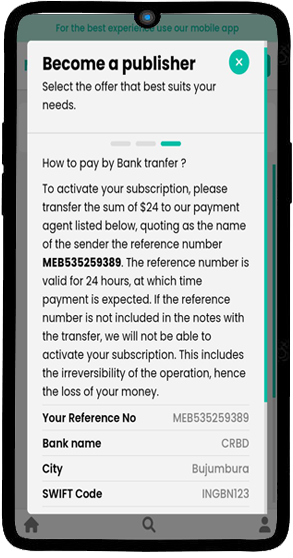 For the best experience use our mobile app
Become a publisher
Select the offer that best suits your
needs.
How to pay by Bank tranfer ?
To activate your subscription, please
transfer the sum of $24 to our payment
agent listed below, quoting as the name
of the sender the reference number
MEB535259389. The reference number is
valid for 24 hours, at which time
payment is expected. If the reference
number is not included in the notes with
the transfer, we will not be able to
activate your subscription. This includes
the irreversibility of the operation, hence
the loss of your money.
Your Reference No MEB535259389
Bank name CRBD
City Bujumbura
SWIFT Code INGBN123